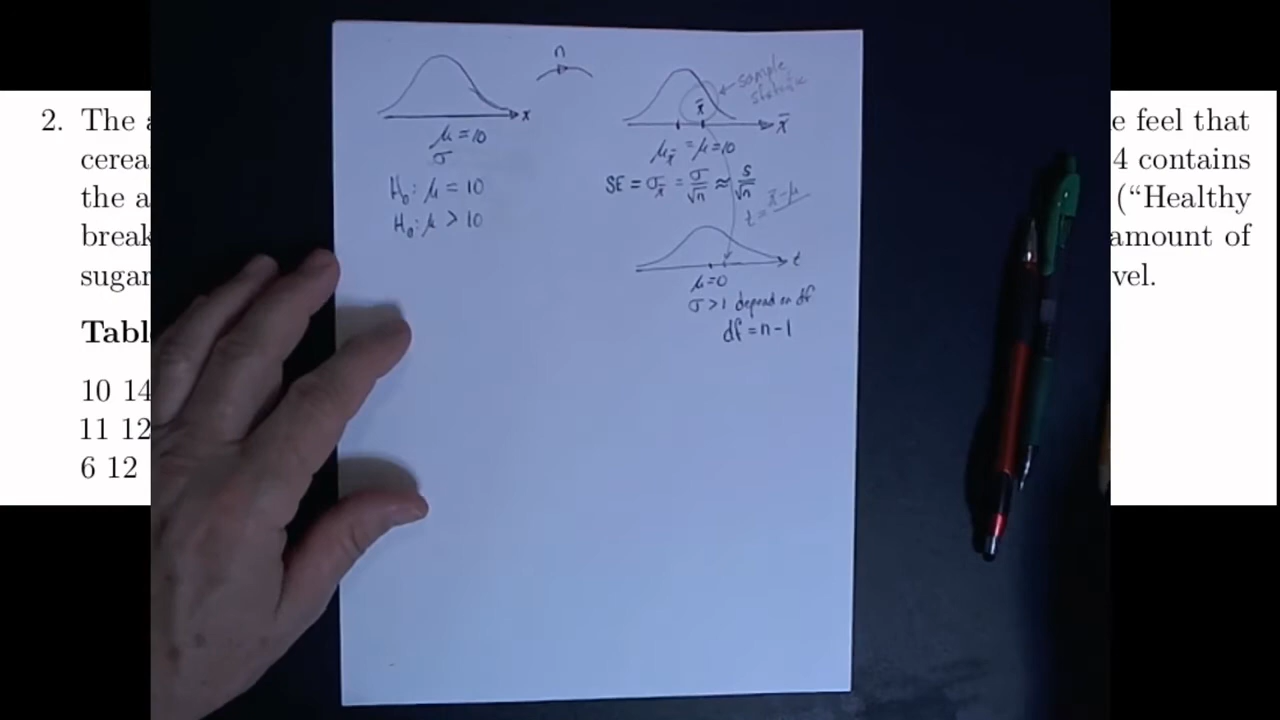 2. The a
cerea
the a
break
sugar
Tabl
10 14
11 12
6 12
e feel that
4 contains
("Healthy
amount of
vel.
n
x
μ = 10
σ
H₀: μ = 10
Hₐ: μ > 10
sample
x̄
x̄
μx̄ = μ = 10
SE = σx̄ = σ/√n ≈ s/√n
t = x̄-μ
t
μ=0
σ >1 depend on df
df = n-1